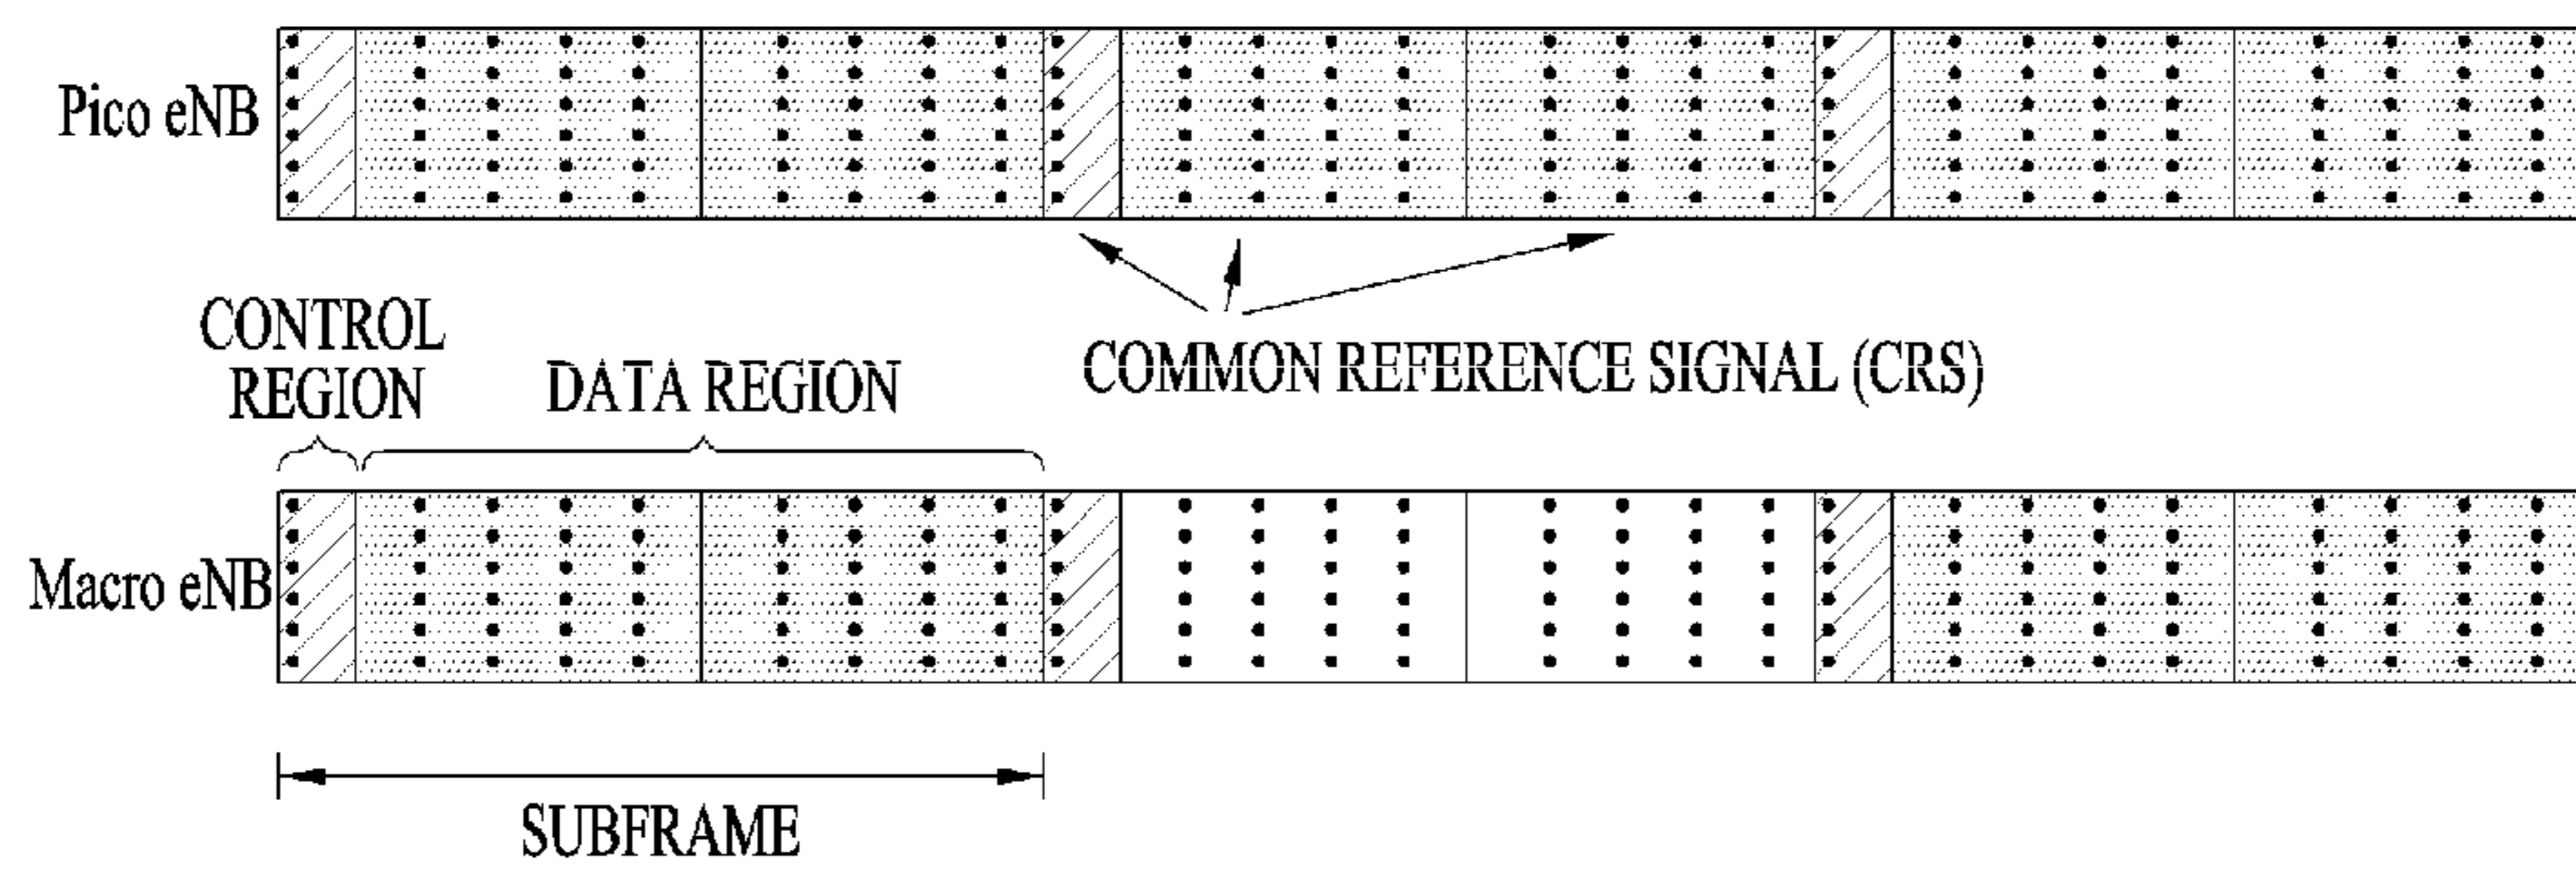 Pico eNB
CONTROL
REGION
DATA REGION
COMMON REFERENCE SIGNAL (CRS)
Macro eNB
SUBFRAME